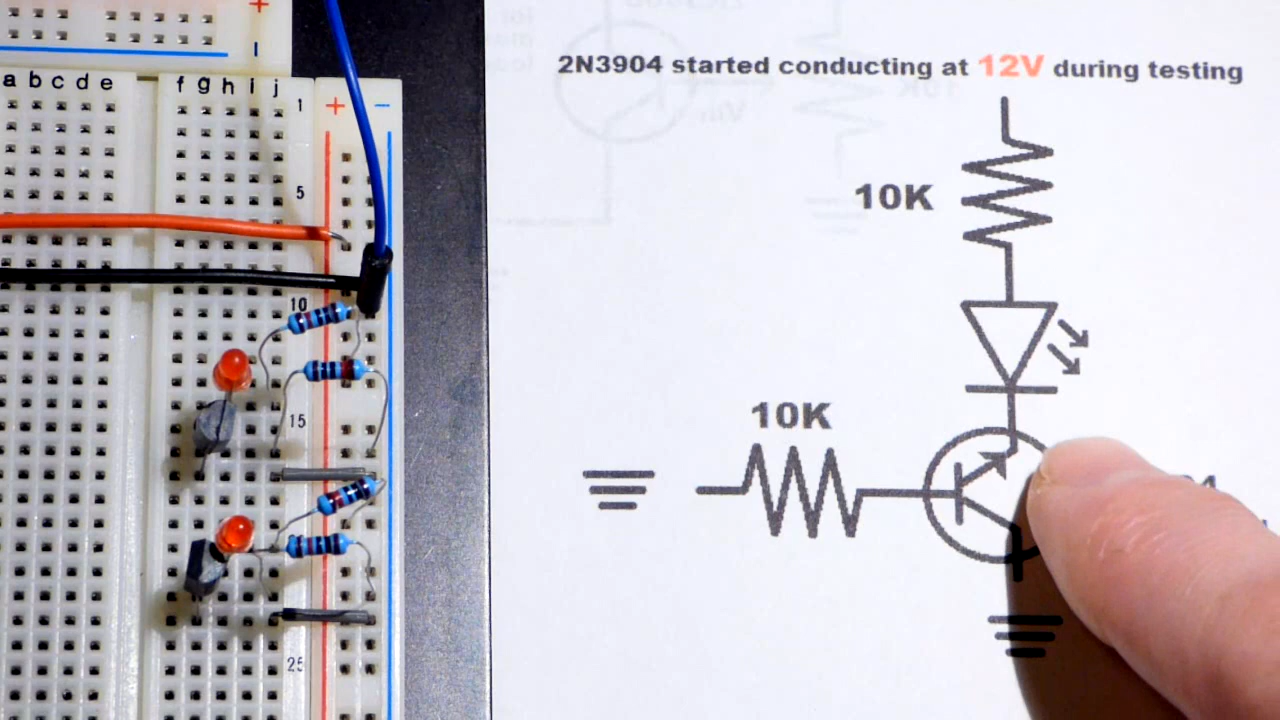 +
a b c d e f g h i j
1
+ −
5
10
15
25
2N3904 started conducting at 12V during testing
10K
10K